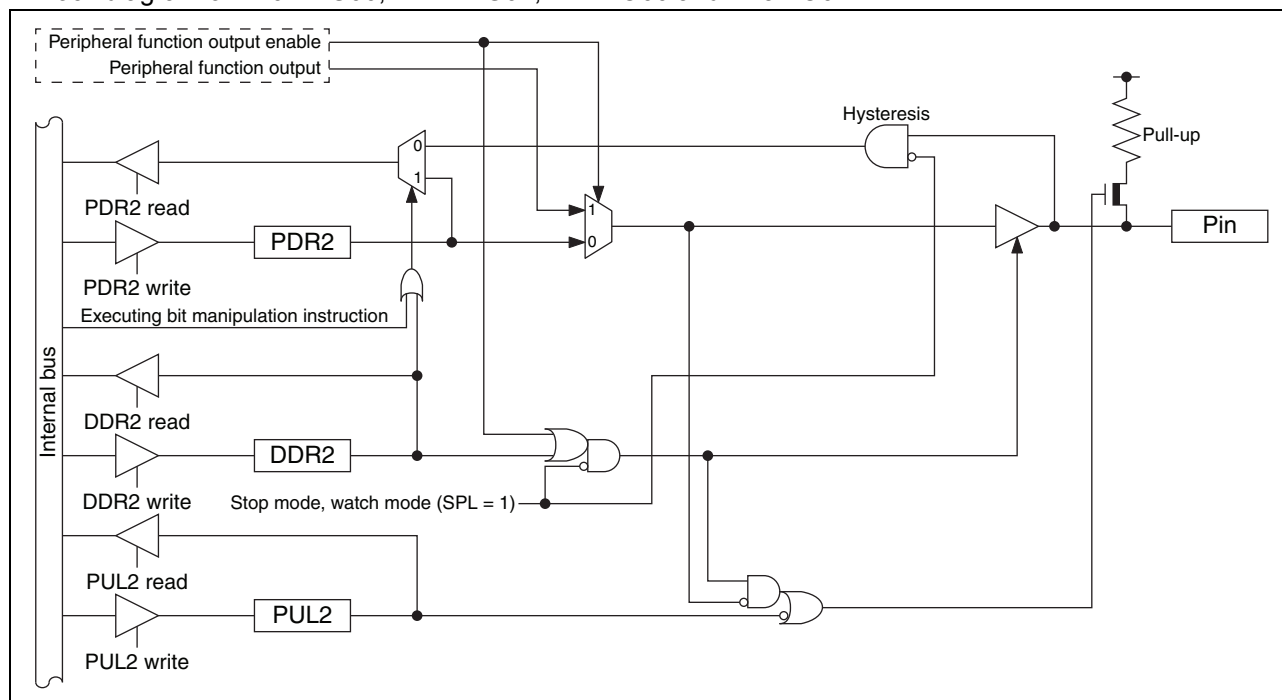 Peripheral function output enable
Peripheral function output
Hysteresis
Pull-up
0
1
PDR2 read
1
0
PDR2
Pin
PDR2 write
Executing bit manipulation instruction
Internal bus
DDR2 read
DDR2
DDR2 write
Stop mode, watch mode (SPL = 1)
PUL2 read
PUL2
PUL2 write